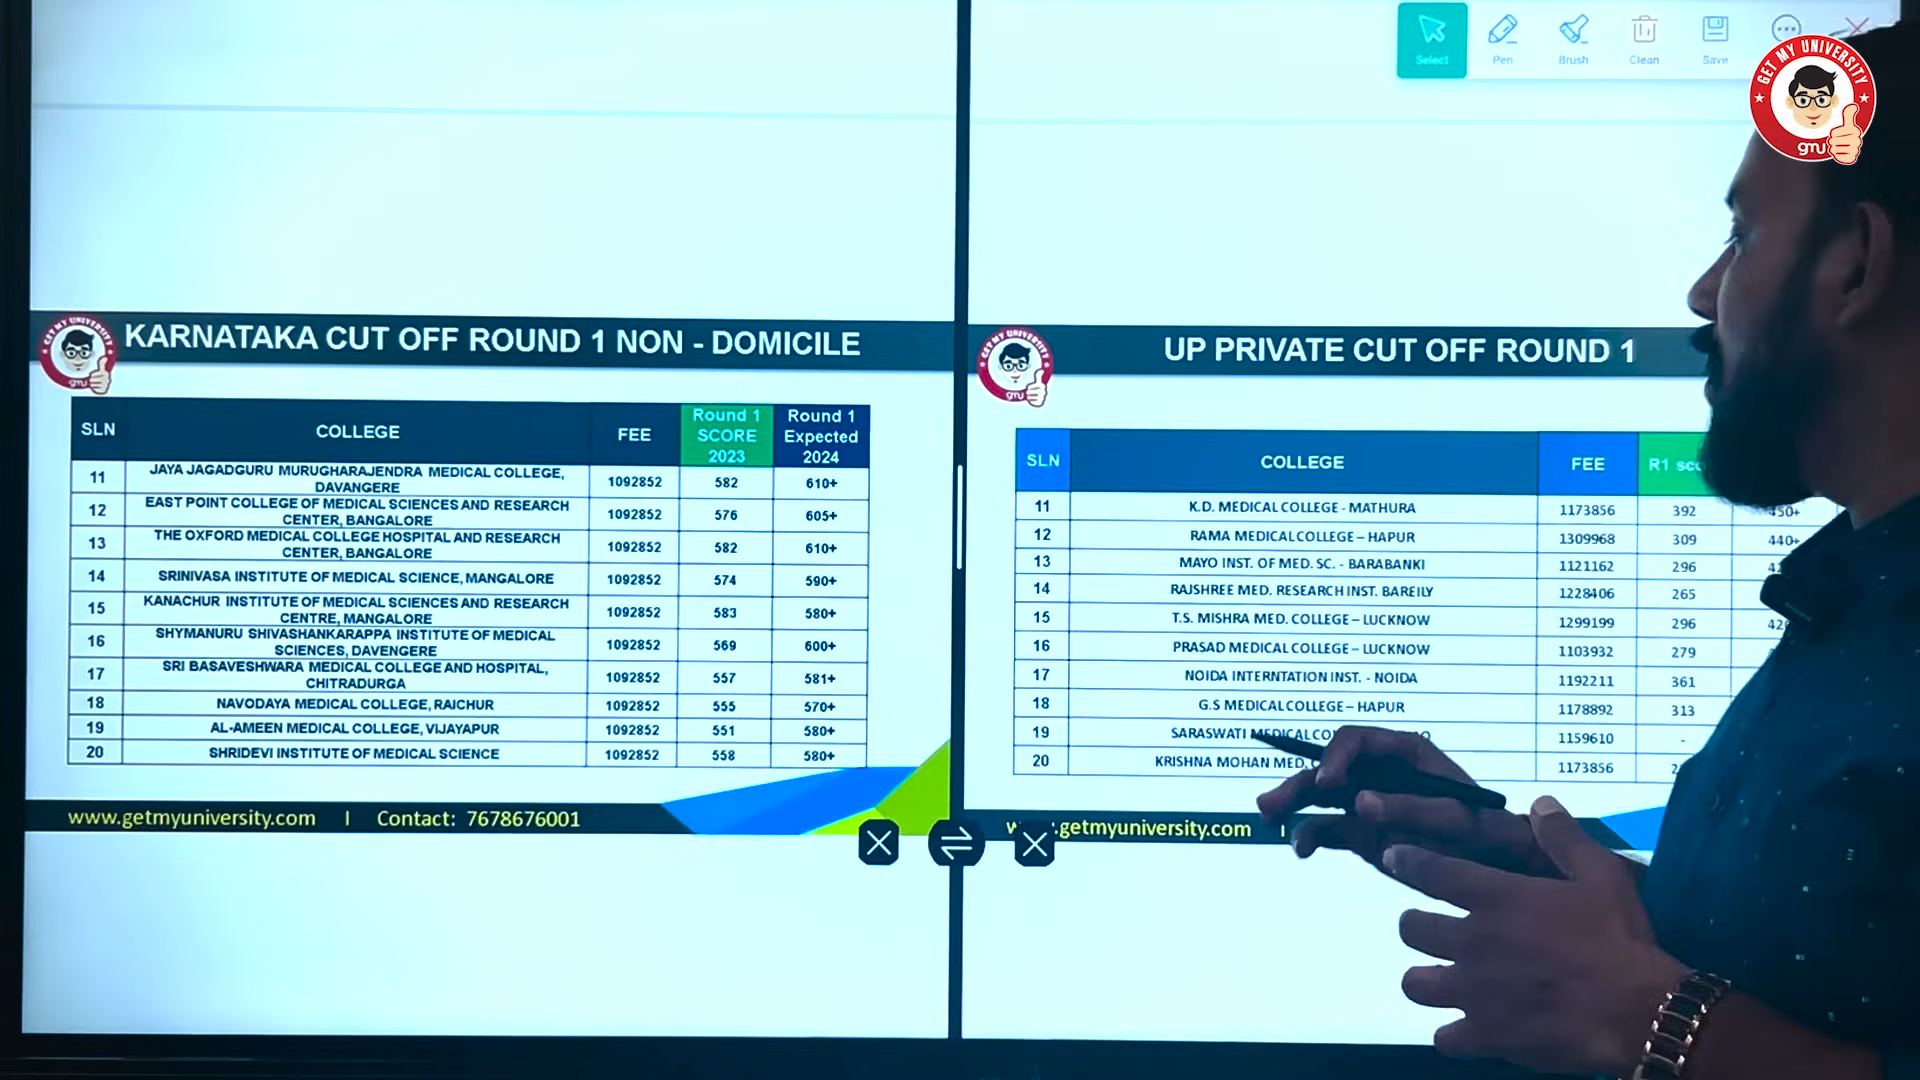 Select
Pen
Brush
Clean
Save
GET MY UNIVERSITY
gmu
KARNATAKA CUT OFF ROUND 1 NON - DOMICILE
SLN COLLEGE FEE Round 1 SCORE 2023 Round 1 Expected 2024
11 JAYA JAGADGURU MURUGHARAJENDRA MEDICAL COLLEGE, DAVANGERE 1092852 582 610+
12 EAST POINT COLLEGE OF MEDICAL SCIENCES AND RESEARCH CENTER, BANGALORE 1092852 576 605+
13 THE OXFORD MEDICAL COLLEGE HOSPITAL AND RESEARCH CENTER, BANGALORE 1092852 582 610+
14 SRINIVASA INSTITUTE OF MEDICAL SCIENCE, MANGALORE 1092852 574 590+
15 KANACHUR INSTITUTE OF MEDICAL SCIENCES AND RESEARCH CENTRE, MANGALORE 1092852 583 580+
16 SHYMANURU SHIVASHANKARAPPA INSTITUTE OF MEDICAL SCIENCES, DAVENGERE 1092852 569 600+
17 SRI BASAVESHWARA MEDICAL COLLEGE AND HOSPITAL, CHITRADURGA 1092852 557 581+
18 NAVODAYA MEDICAL COLLEGE, RAICHUR 1092852 555 570+
19 AL-AMEEN MEDICAL COLLEGE, VIJAYAPUR 1092852 551 580+
20 SHRIDEVI INSTITUTE OF MEDICAL SCIENCE 1092852 558 580+
www.getmyuniversity.com I Contact: 7678676001
UP PRIVATE CUT OFF ROUND 1
SLN COLLEGE FEE R1
11 K.D. MEDICAL COLLEGE - MATHURA 1173856 392
12 RAMA MEDICAL COLLEGE – HAPUR 1309968 309 440+
13 MAYO INST. OF MED. SC. - BARABANKI 1121162 296
14 RAJSHREE MED. RESEARCH INST. BAREILY 1228406 265
15 T.S. MISHRA MED. COLLEGE – LUCKNOW 1299199 296
16 PRASAD MEDICAL COLLEGE – LUCKNOW 1103932 279
17 NOIDA INTERNTATION INST. - NOIDA 1192211 361
18 G.S MEDICAL COLLEGE – HAPUR 1178892 313
19 SARASWATI MEDICAL 1159610 -
20 KRISHNA MOHAN MED. 1173856
.getmyuniversity.com I